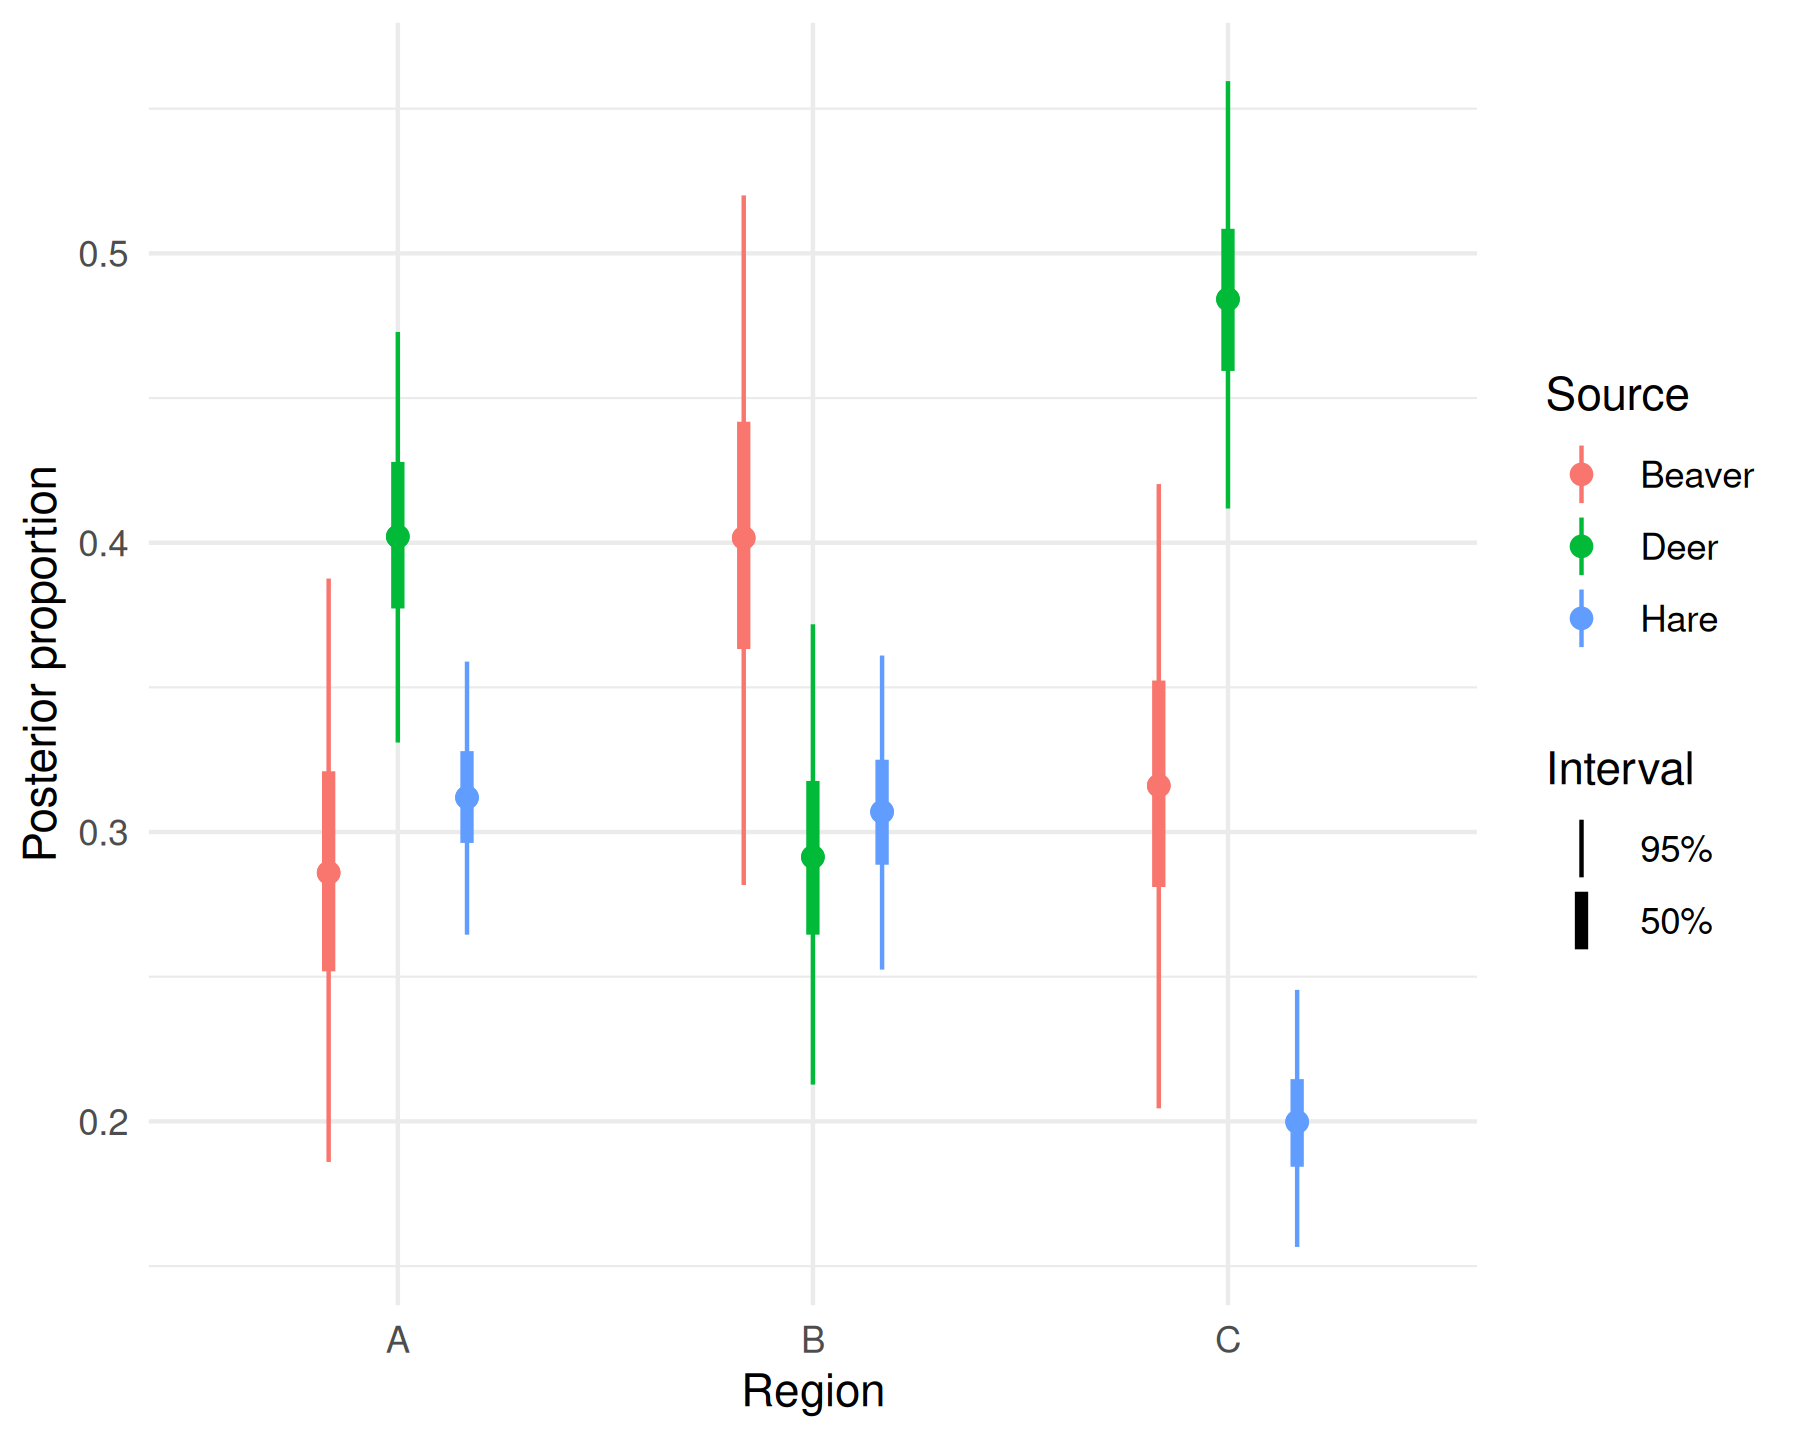 Posterior proportion
0.5
0.4
0.3
0.2
A
B
C
Region
Source
Beaver
Deer
Hare
Interval
95%
50%